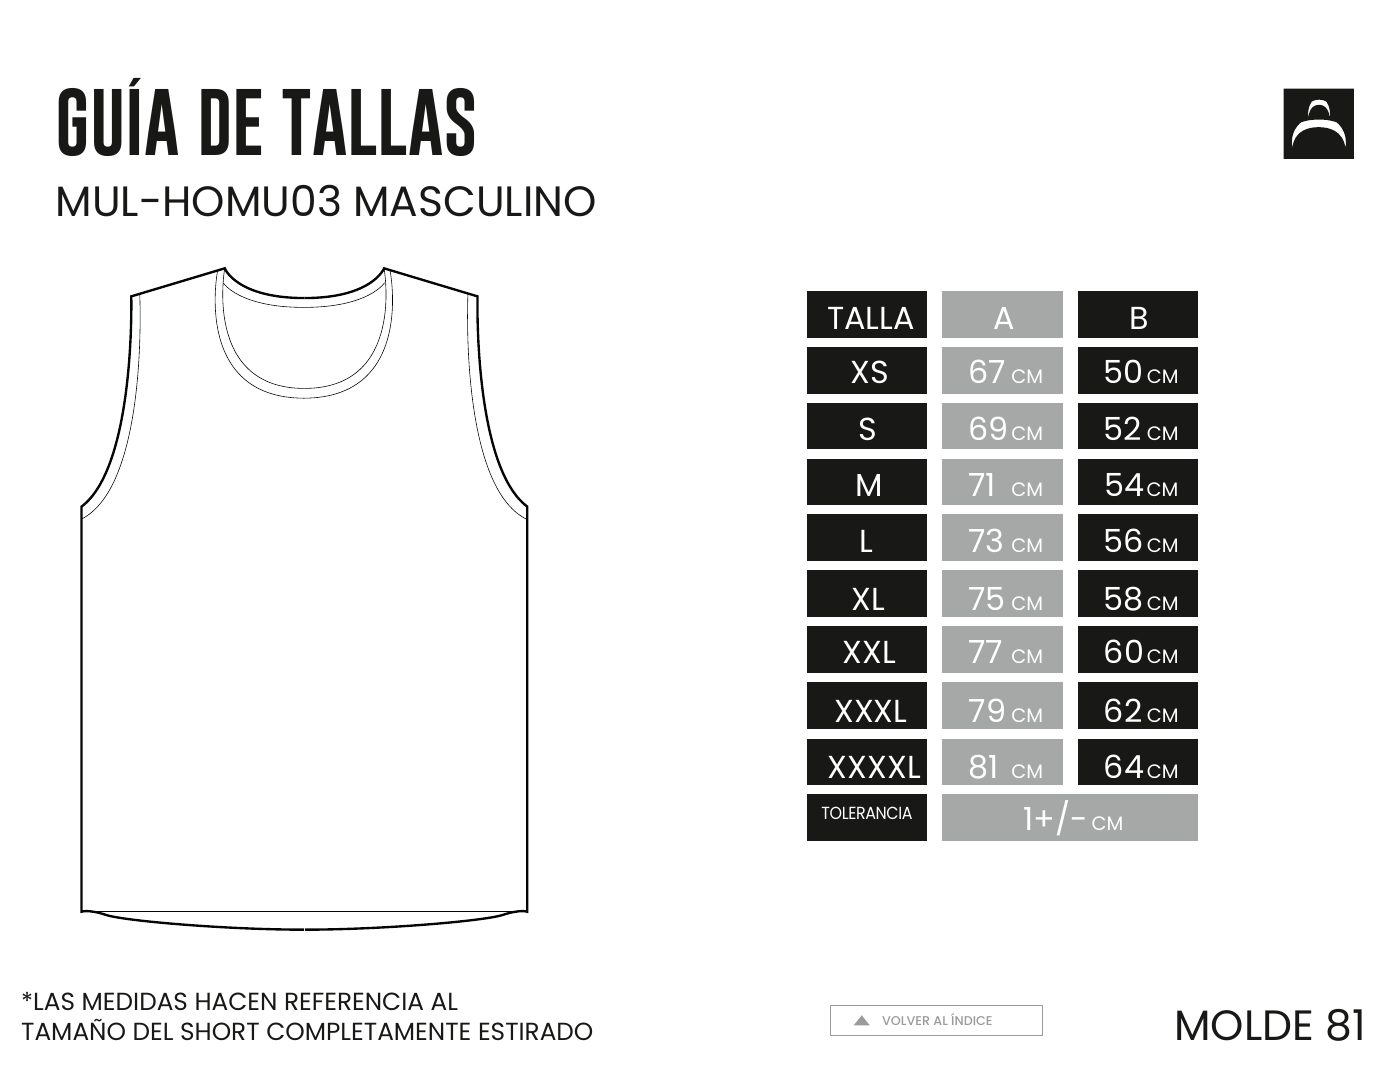 GUÍA DE TALLAS
MUL-HOMU03 MASCULINO
TALLA A B
XS 67 CM 50 CM
S 69 CM 52 CM
M 71 CM 54 CM
L 73 CM 56 CM
XL 75 CM 58 CM
XXL 77 CM 60 CM
XXXL 79 CM 62 CM
XXXXL 81 CM 64 CM
TOLERANCIA 1+/- CM
*LAS MEDIDAS HACEN REFERENCIA AL
TAMAÑO DEL SHORT COMPLETAMENTE ESTIRADO
VOLVER AL ÍNDICE
MOLDE 81